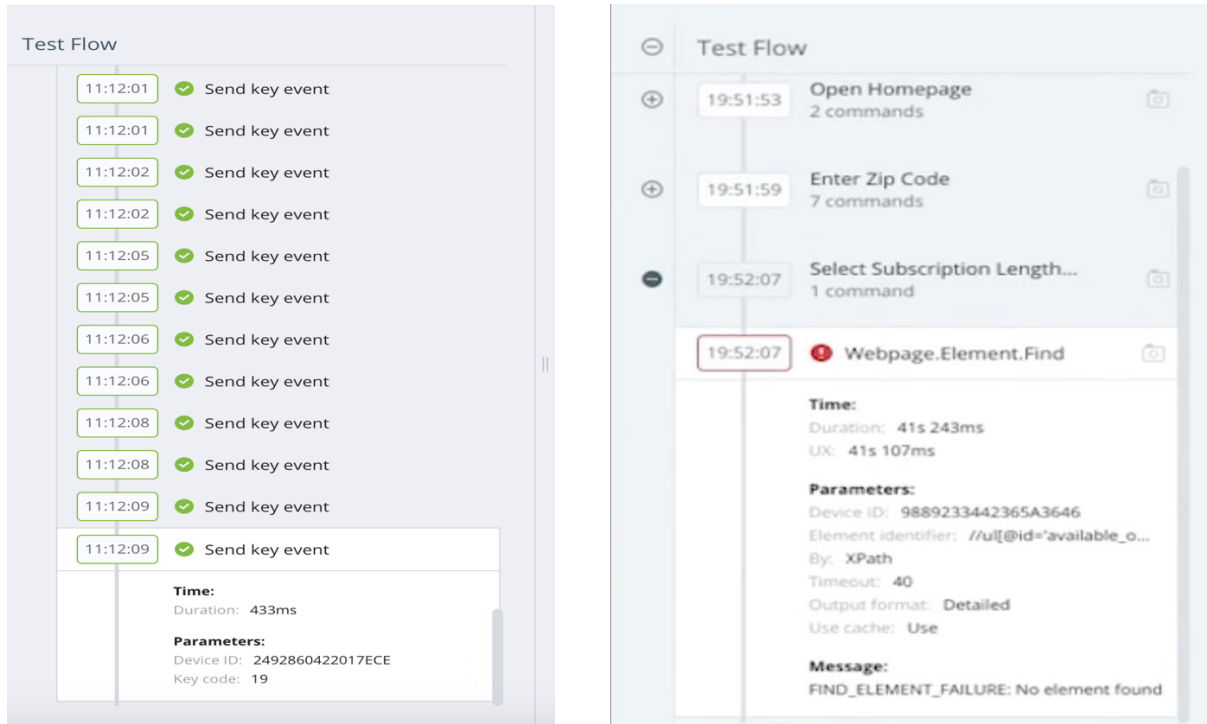 Test Flow
11:12:01 Send key event
11:12:01 Send key event
11:12:02 Send key event
11:12:02 Send key event
11:12:05 Send key event
11:12:05 Send key event
11:12:06 Send key event
11:12:06 Send key event
11:12:08 Send key event
11:12:08 Send key event
11:12:09 Send key event
11:12:09 Send key event
Time:
Duration: 433ms
Parameters:
Device ID: 2492860422017ECE
Key code: 19
Test Flow
19:51:53 Open Homepage
2 commands
19:51:59 Enter Zip Code
7 commands
19:52:07 Select Subscription Length...
1 command
19:52:07 Webpage.Element.Find
Time:
Duration: 41s 243ms
UX: 41s 107ms
Parameters:
Device ID: 9889233442365A3646
Element identifier: //ul[@id='available_o...
By: XPath
Timeout: 40
Output format: Detailed
Use cache: Use
Message:
FIND_ELEMENT_FAILURE: No element found